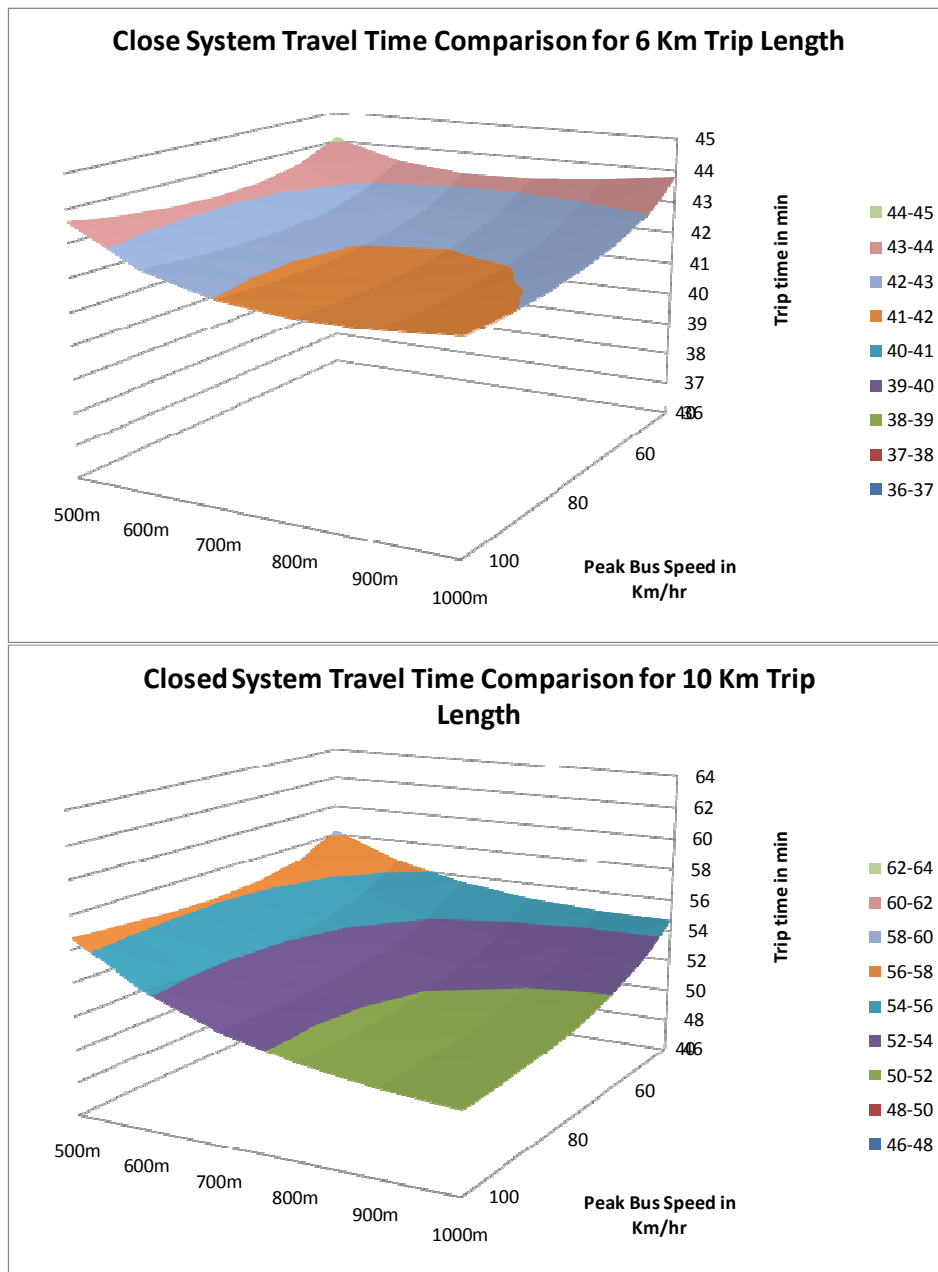 Close System Travel Time Comparison for 6 Km Trip Length
45
44
43
42
41
40
39
38
37
36
Trip time in min
44-45
43-44
42-43
41-42
40-41
39-40
38-39
37-38
36-37
40
60
80
100
Peak Bus Speed in
Km/hr
500m
600m
700m
800m
900m
1000m
Closed System Travel Time Comparison for 10 Km Trip
Length
64
62
60
58
56
54
52
50
48
46
Trip time in min
62-64
60-62
58-60
56-58
54-56
52-54
50-52
48-50
46-48
40
60
80
100
Peak Bus Speed in
Km/hr
500m
600m
700m
800m
900m
1000m